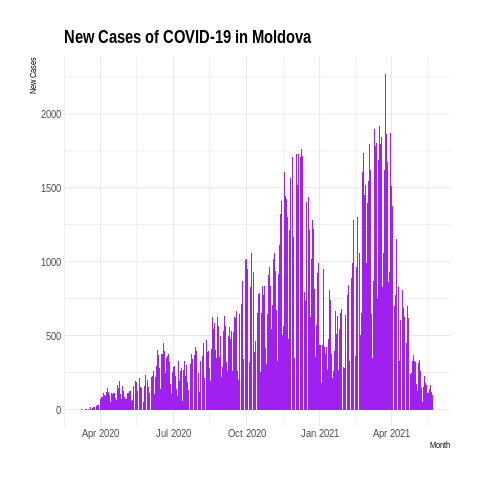 New Cases of COVID-19 in Moldova
New Cases
2000
1500
1000
500
0
Apr 2020
Jul 2020
Oct 2020
Jan 2021
Apr 2021
Month